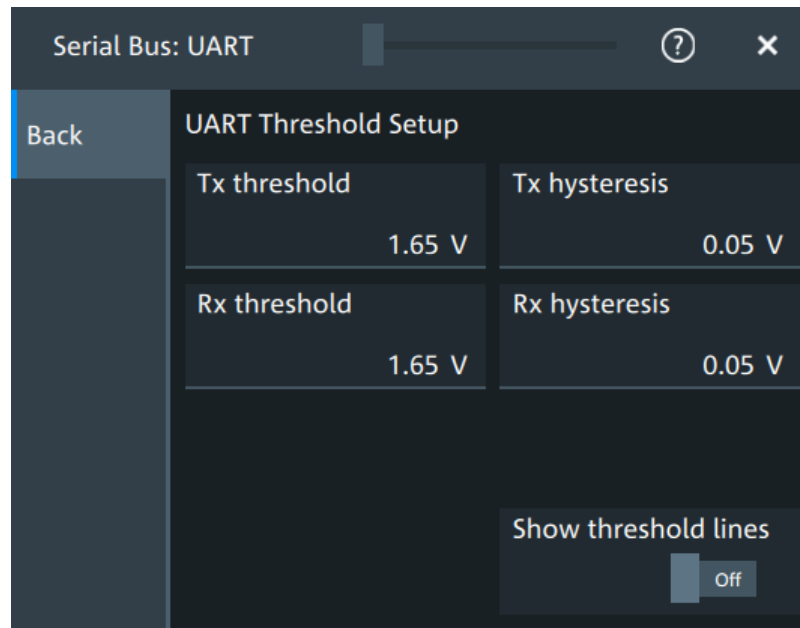 Serial Bus: UART
?
×
Back
UART Threshold Setup
Tx threshold
1.65 V
Tx hysteresis
0.05 V
Rx threshold
1.65 V
Rx hysteresis
0.05 V
Show threshold lines
Off